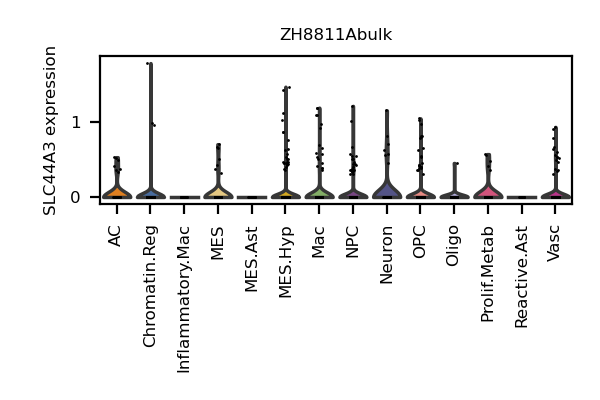 ZH8811Abulk
SLC44A3 expression
1
0
AC
Chromatin.Reg
Inflammatory.Mac
MES
MES.Ast
MES.Hyp
Mac
NPC
Neuron
OPC
Oligo
Prolif.Metab
Reactive.Ast
Vasc